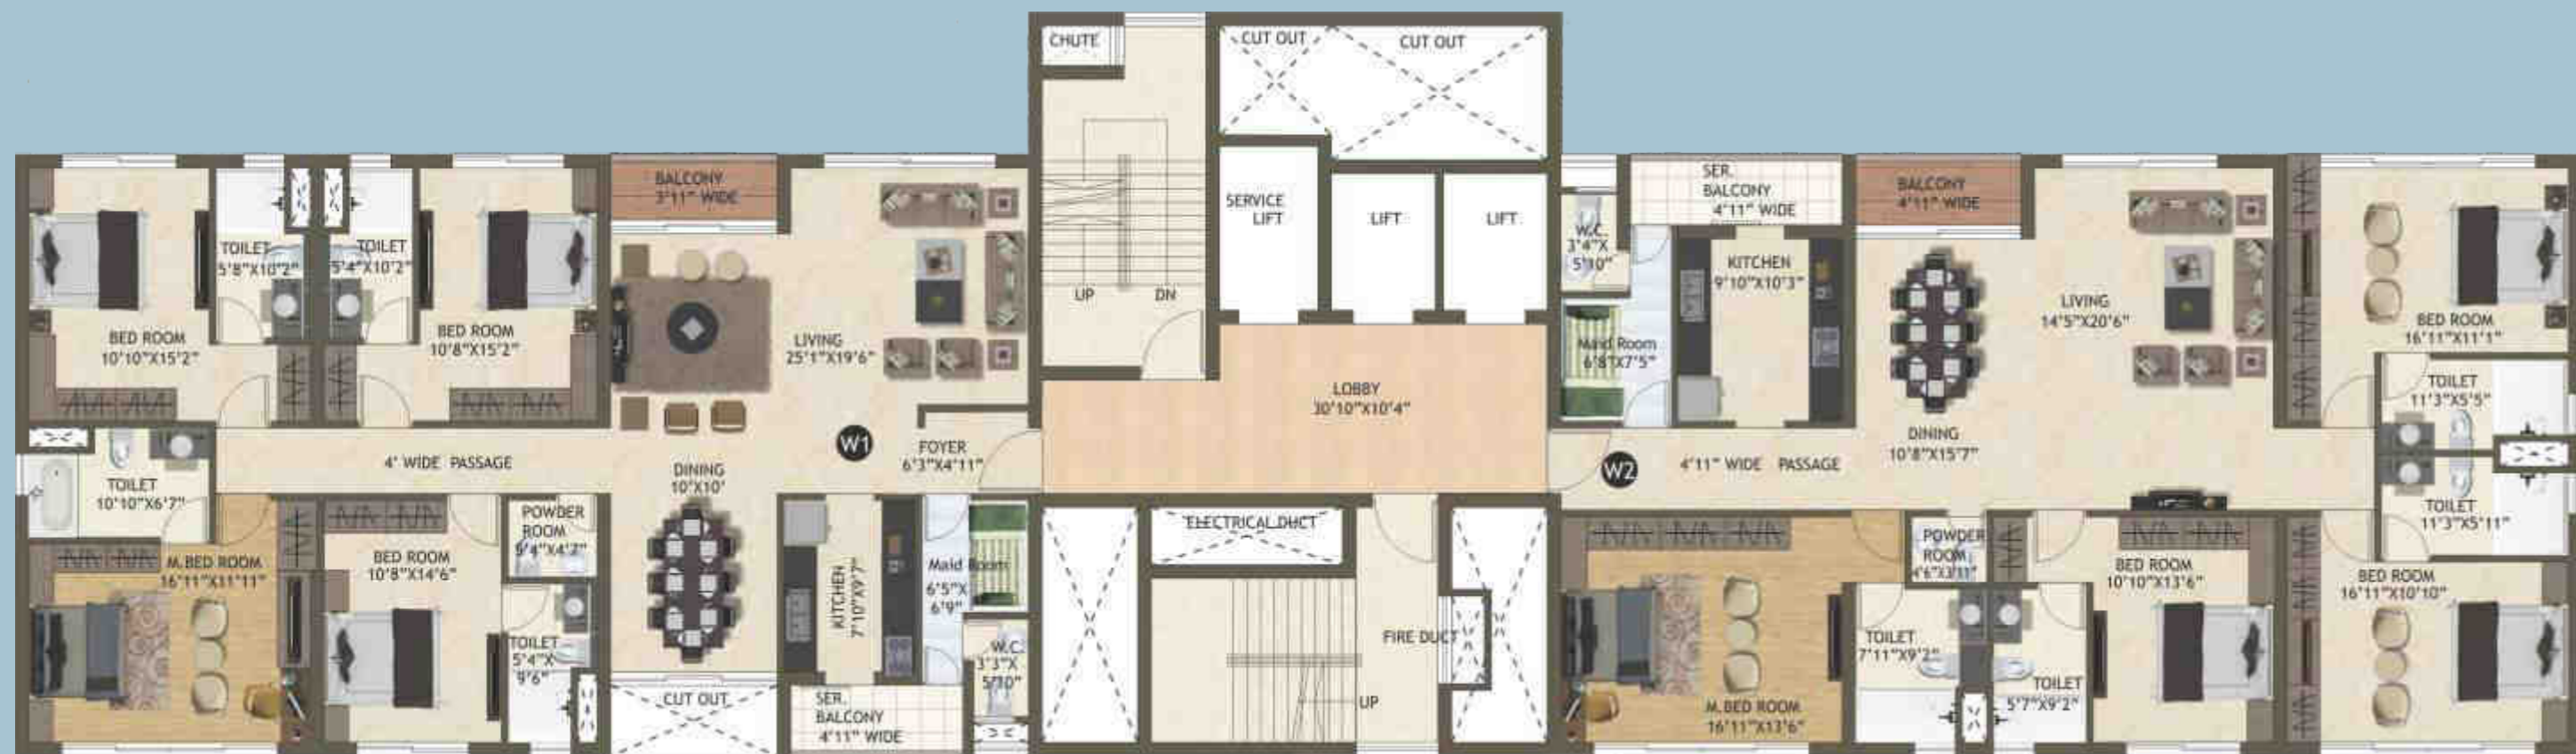 CHUTE
CUT OUT
CUT OUT
SERVICE
LIFT
LIFT
LIFT
UP
DN
LOBBY
30'10"X10'4"
ELECTRICAL DUCT
FIRE DUCT
UP
BED ROOM
10'10"X15'2"
TOILET
5'8"X10'2"
TOILET
5'4"X10'2"
BED ROOM
10'8"X15'2"
BALCONY
3'11" WIDE
LIVING
25'1"X19'6"
W1
FOYER
6'3"X4'11"
4' WIDE PASSAGE
DINING
10'X10'
TOILET
10'10"X6'7"
M.BED ROOM
16'11"X11'11"
BED ROOM
10'8"X14'6"
POWDER
ROOM
5'4"X4'7"
TOILET
5'4"X
9'6"
CUT OUT
KITCHEN
7'10"X9'7"
Maid Room
6'5"X
6'9"
W.C.
3'3"X
5'10"
SER.
BALCONY
4'11" WIDE
SER.
BALCONY
4'11" WIDE
W.C.
3'4"X
5'10"
KITCHEN
9'10"X10'3"
Maid Room
6'8"X7'5"
BALCONY
4'11" WIDE
LIVING
14'5"X20'6"
DINING
10'8"X15'7"
W2
4'11" WIDE PASSAGE
BED ROOM
16'11"X11'1"
TOILET
11'3"X5'5"
TOILET
11'3"X5'11"
M.BED ROOM
16'11"X13'6"
POWDER
ROOM
4'6"X3'11"
TOILET
7'11"X9'2"
TOILET
5'7"X9'2"
BED ROOM
10'10"X13'6"
BED ROOM
16'11"X10'10"